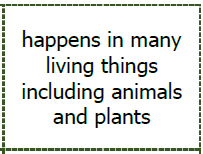 happens in many
living things
including animals
and plants